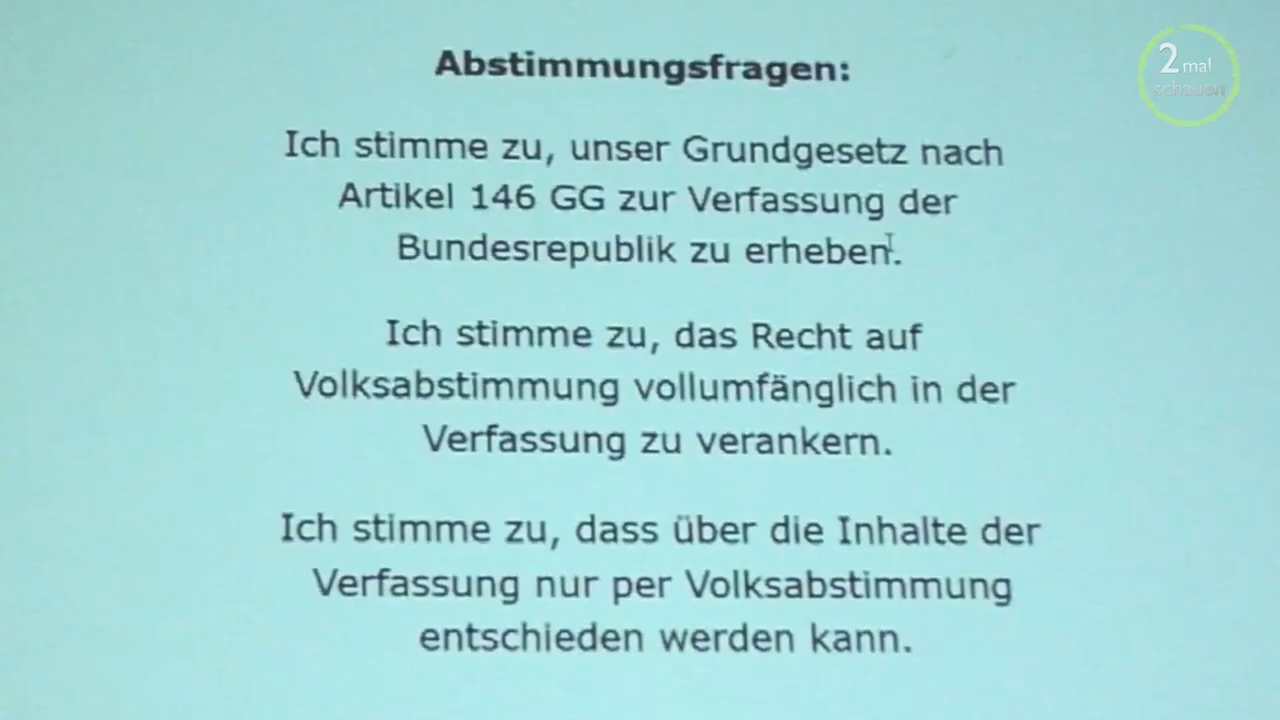 Abstimmungsfragen:
2 mal
schauen
Ich stimme zu, unser Grundgesetz nach
Artikel 146 GG zur Verfassung der
Bundesrepublik zu erheben.
Ich stimme zu, das Recht auf
Volksabstimmung vollumfänglich in der
Verfassung zu verankern.
Ich stimme zu, dass über die Inhalte der
Verfassung nur per Volksabstimmung
entschieden werden kann.